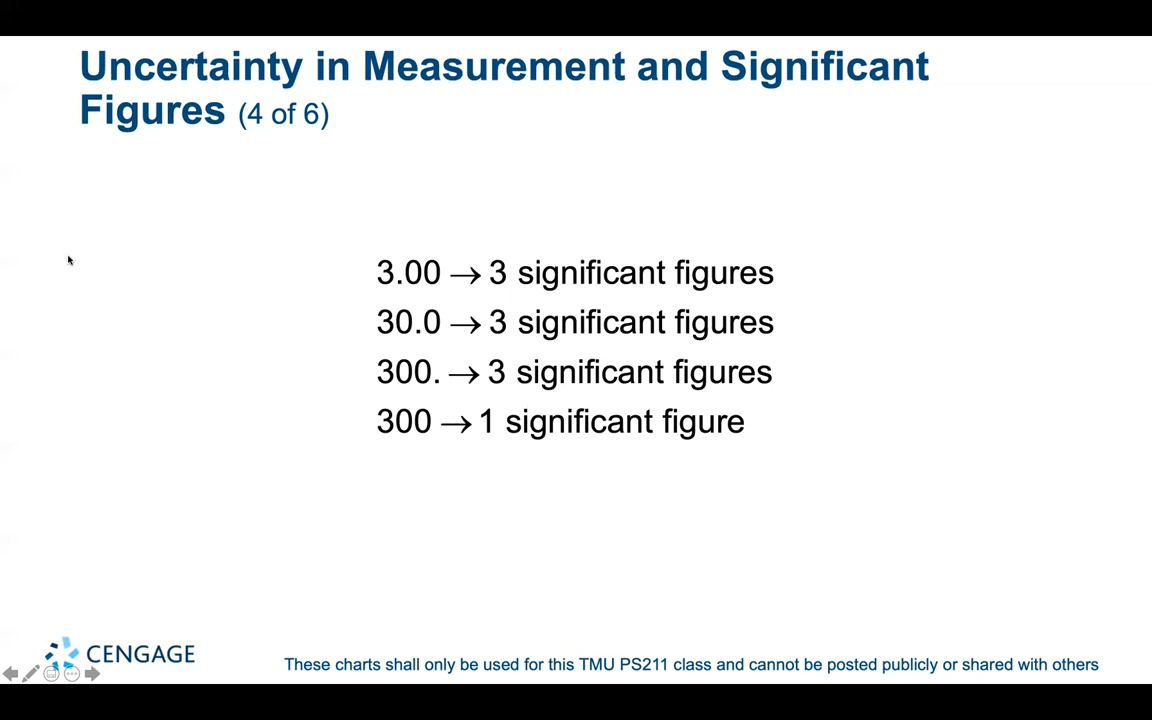 Uncertainty in Measurement and Significant
Figures (4 of 6)
3.00 → 3 significant figures
30.0 → 3 significant figures
300. → 3 significant figures
300 → 1 significant figure
CENGAGE
These charts shall only be used for this TMU PS211 class and cannot be posted publicly or shared with others